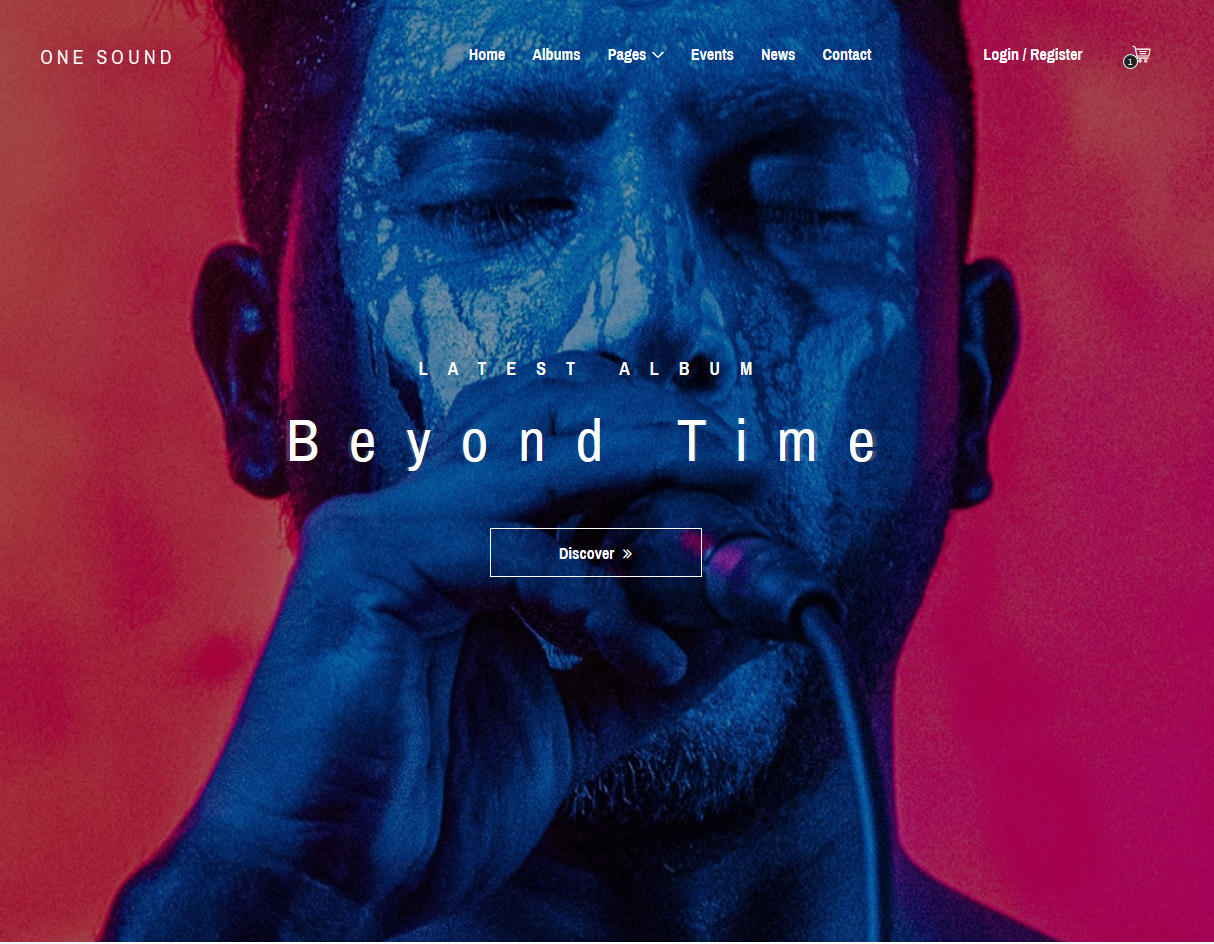 ONE SOUND
Home Albums Pages Events News Contact Login / Register 1
LATEST ALBUM
Beyond Time
Discover »